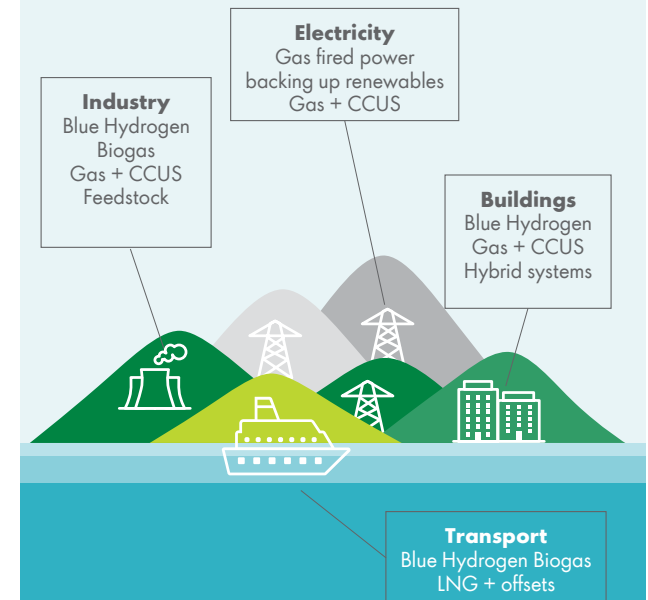 Electricity
Gas fired power
backing up renewables
Gas + CCUS
Industry
Blue Hydrogen
Biogas
Gas + CCUS
Feedstock
Buildings
Blue Hydrogen
Gas + CCUS
Hybrid systems
Transport
Blue Hydrogen Biogas
LNG + offsets